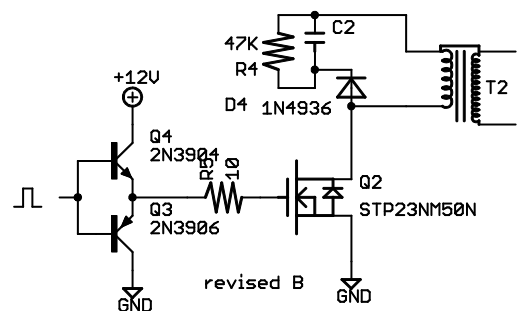 C2
47K
R4
+12V
D4
1N4936
T2
Q4
2N3904
R5
10
Q2
STP23NM50N
Q3
2N3906
revised B
GND
GND